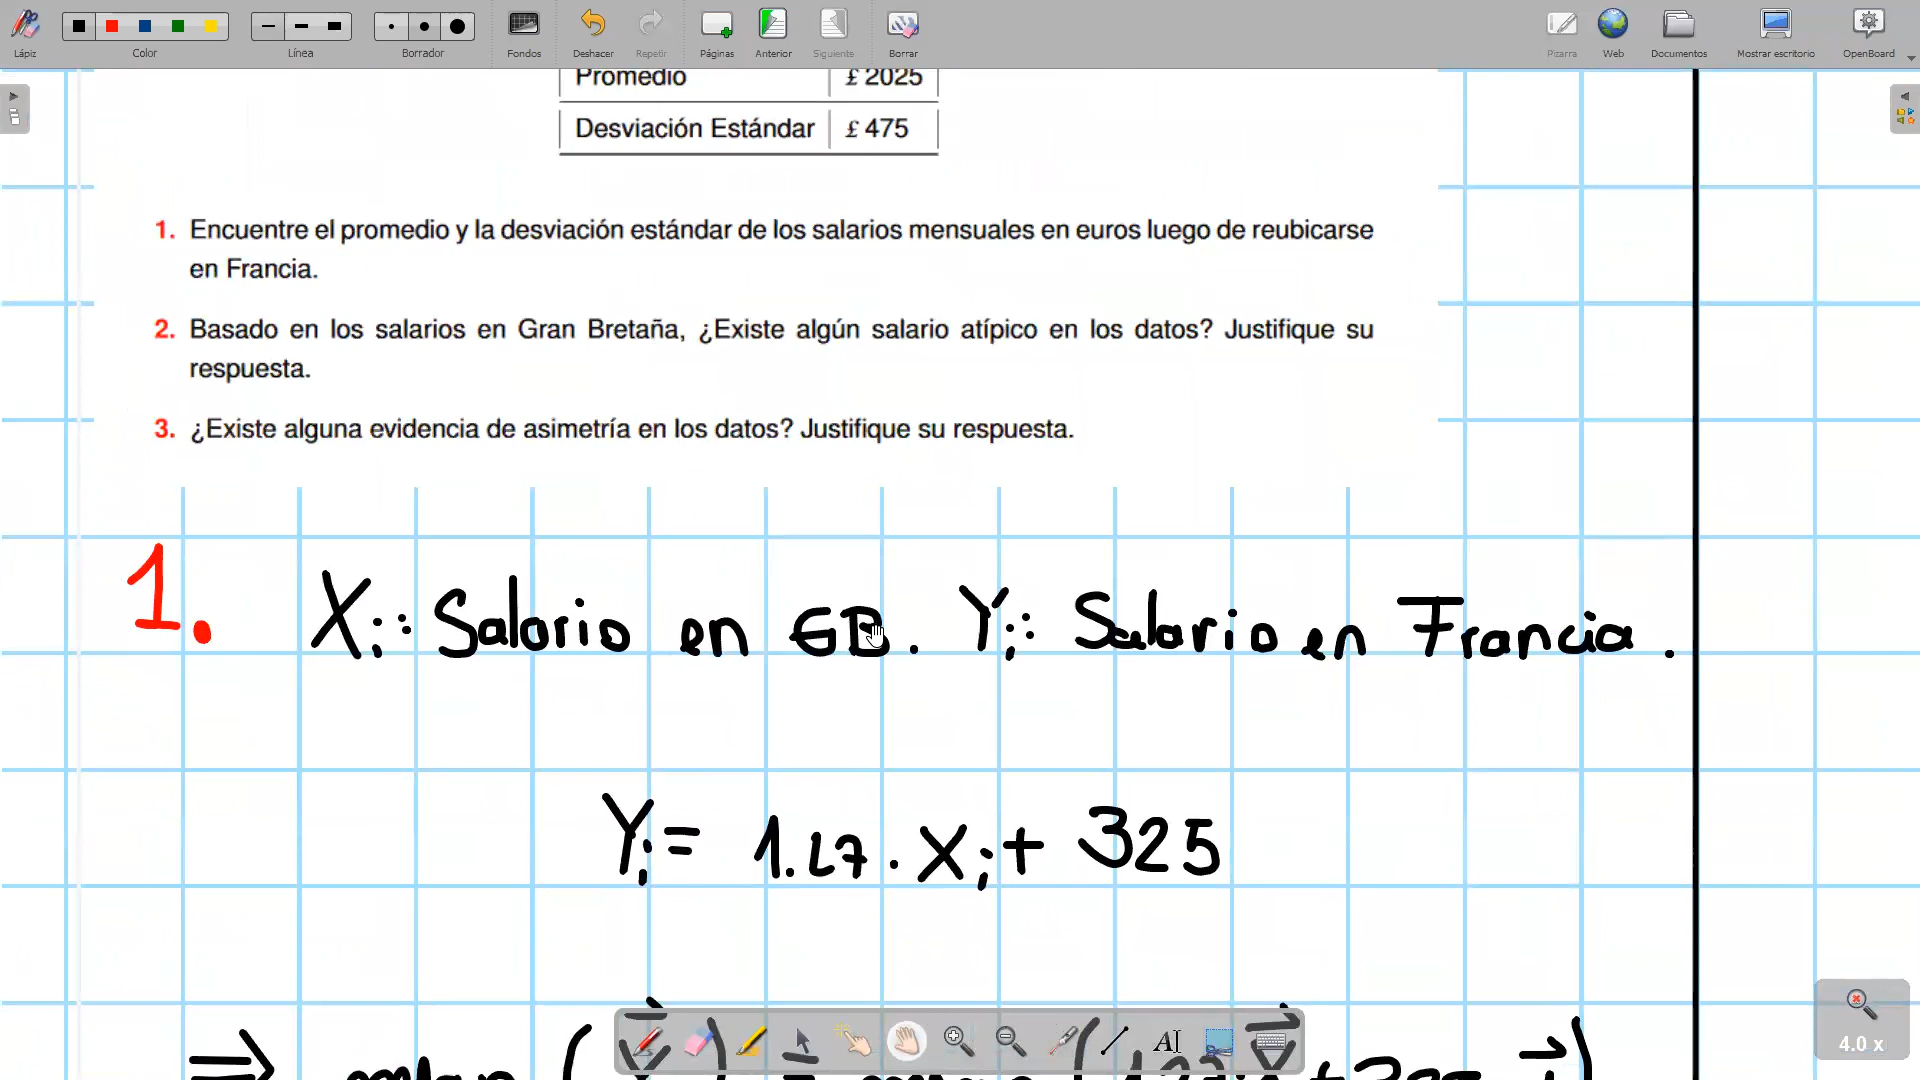 Lápiz
Color
Línea
Borrador
Fondos
Deshacer
Repetir
Páginas
Anterior
Siguiente
Borrar
Pizarra
Web
Documentos
Mostrar escritorio
OpenBoard
Promedio £ 2025
Desviación Estándar £ 475
1. Encuentre el promedio y la desviación estándar de los salarios mensuales en euros luego de reubicarse
en Francia.
2. Basado en los salarios en Gran Bretaña, ¿Existe algún salario atípico en los datos? Justifique su
respuesta.
3. ¿Existe alguna evidencia de asimetría en los datos? Justifique su respuesta.
1. Xi: Salario en GB. Yi: Salario en Francia.
Yi = 1.27 · Xi + 325
4.0 x